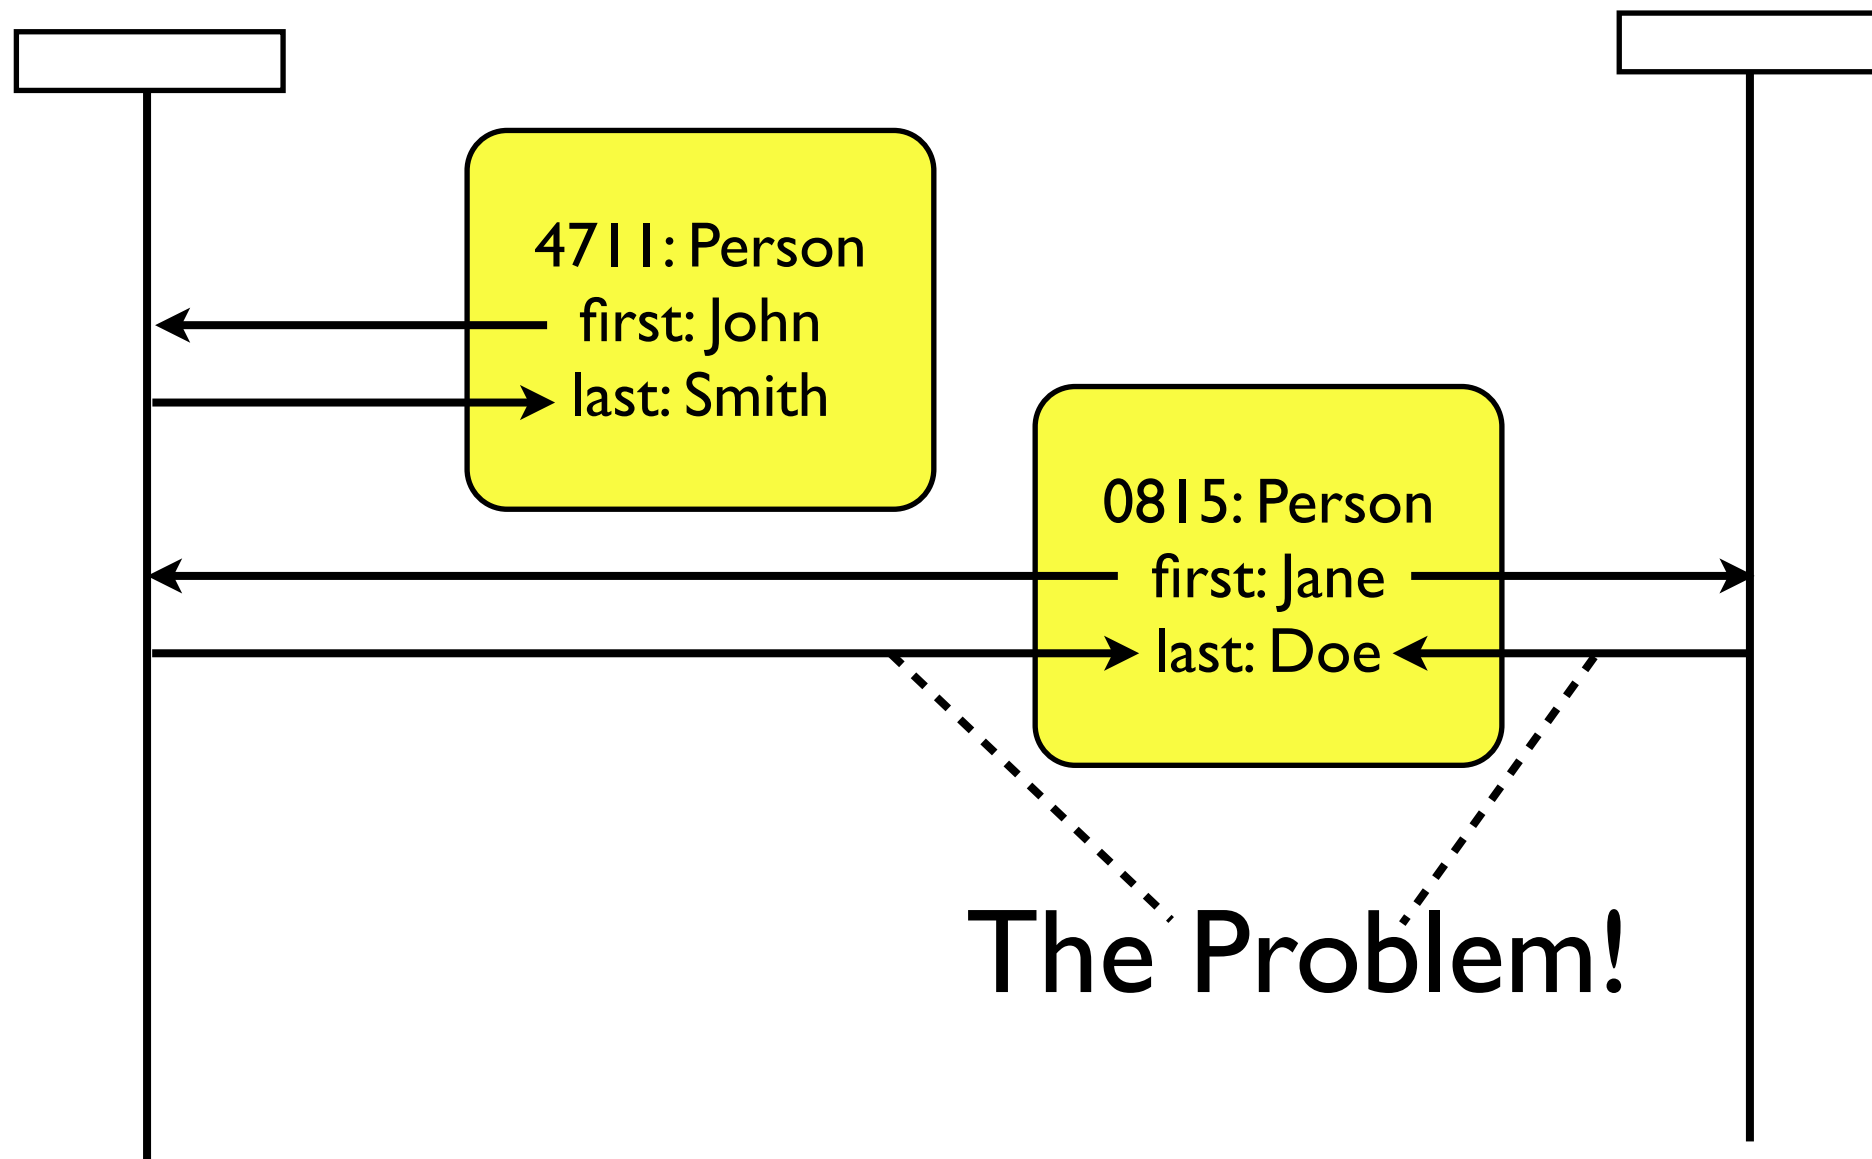 4711: Person
first: John
last: Smith
0815: Person
first: Jane
last: Doe
The Problem!